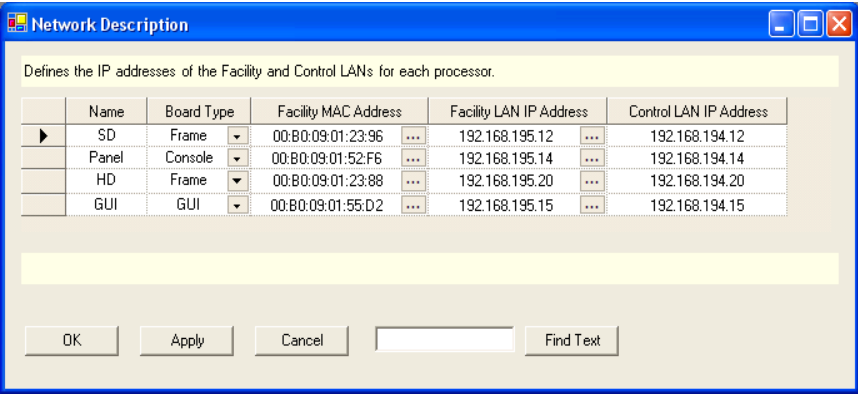 Network Description
Defines the IP addresses of the Facility and Control LANs for each processor.
Name Board Type Facility MAC Address Facility LAN IP Address Control LAN IP Address
SD Frame 00:B0:09:01:23:96 ... 192.168.195.12 ... 192.168.194.12
Panel Console 00:B0:09:01:52:F6 ... 192.168.195.14 ... 192.168.194.14
HD Frame 00:B0:09:01:23:88 ... 192.168.195.20 ... 192.168.194.20
GUI GUI 00:B0:09:01:55:D2 ... 192.168.195.15 ... 192.168.194.15
OK Apply Cancel Find Text